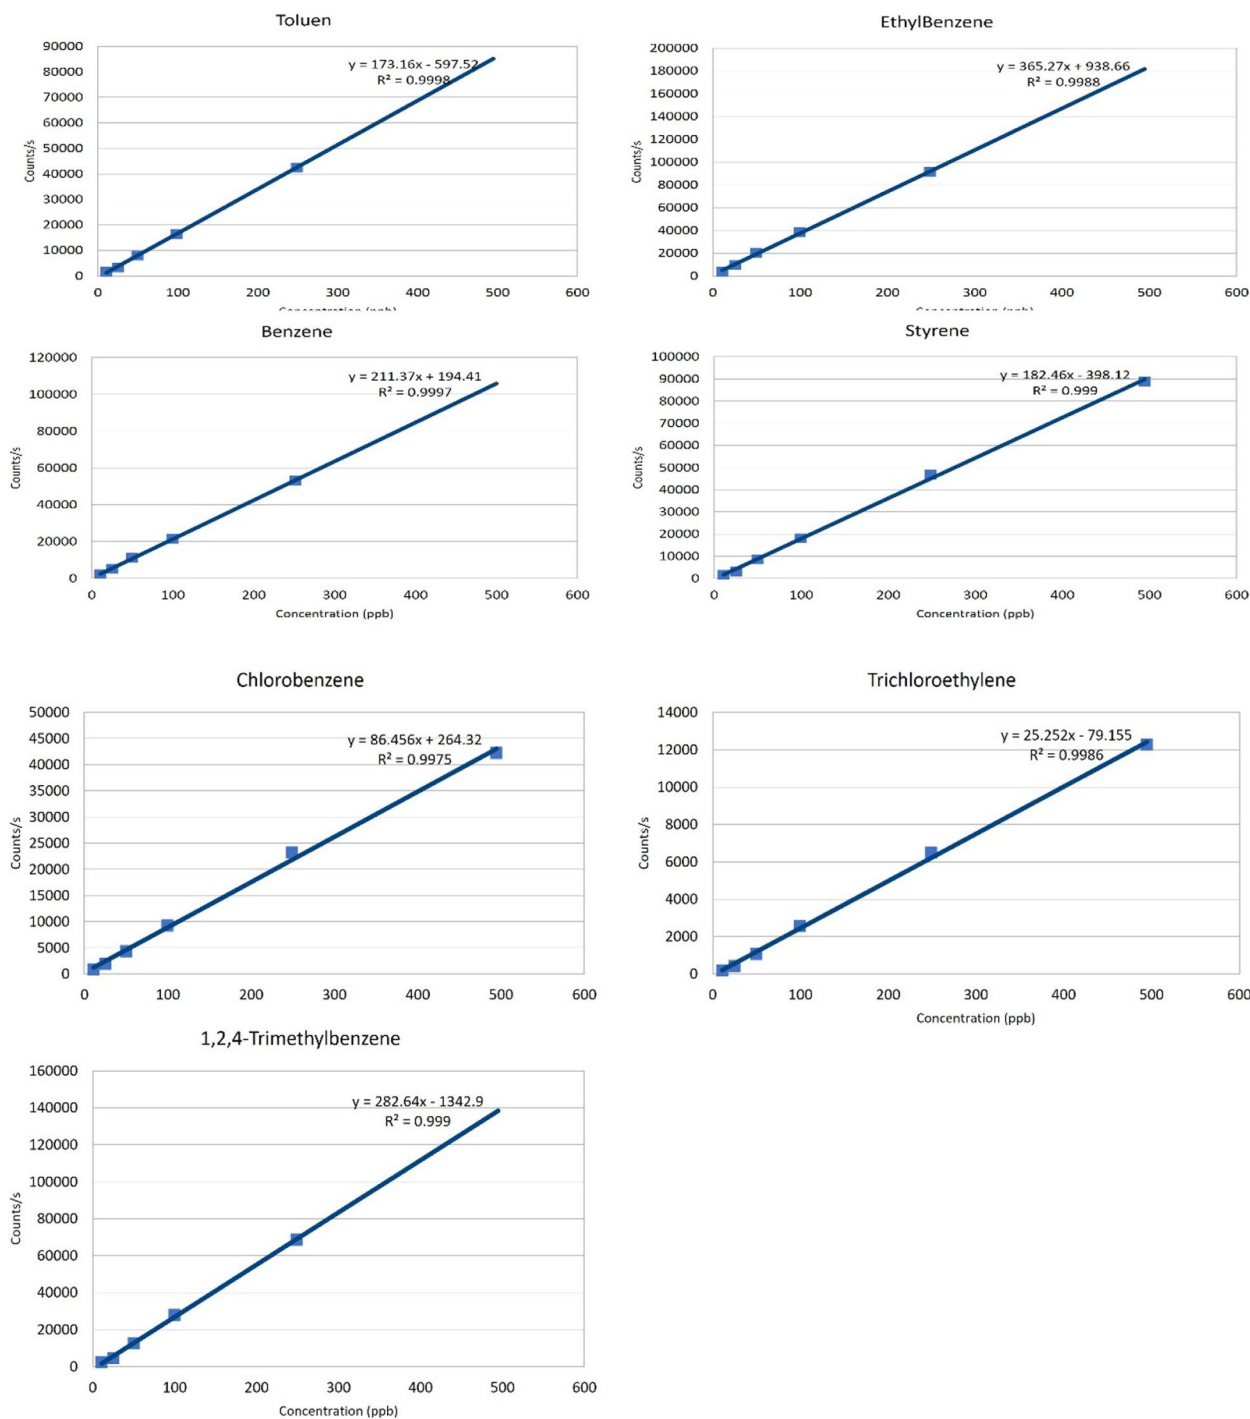 Toluen
90000
80000
70000
60000
50000
40000
30000
20000
10000
0
Counts/s
y = 173.16x - 597.52
R² = 0.9998
0 100 200 300 400 500 600
Concentration (ppb)
EthylBenzene
200000
180000
160000
140000
120000
100000
80000
60000
40000
20000
0
Counts/s
y = 365.27x + 938.66
R² = 0.9988
0 100 200 300 400 500 600
Concentration (ppb)
Benzene
120000
100000
80000
60000
40000
20000
0
Counts/s
y = 211.37x + 194.41
R² = 0.9997
0 100 200 300 400 500 600
Concentration (ppb)
Styrene
100000
90000
80000
70000
60000
50000
40000
30000
20000
10000
0
Counts/s
y = 182.46x - 398.12
R² = 0.999
0 100 200 300 400 500 600
Concentration (ppb)
Chlorobenzene
50000
45000
40000
35000
30000
25000
20000
15000
10000
5000
0
Counts/s
y = 86.456x + 264.32
R² = 0.9975
0 100 200 300 400 500 600
Trichloroethylene
14000
12000
10000
8000
6000
4000
2000
0
Counts/s
y = 25.252x - 79.155
R² = 0.9986
0 100 200 300 400 500 600
Concentration (ppb)
1,2,4-Trimethylbenzene
160000
140000
120000
100000
80000
60000
40000
20000
0
Counts/s
y = 282.64x - 1342.9
R² = 0.999
0 100 200 300 400 500 600
Concentration (ppb)